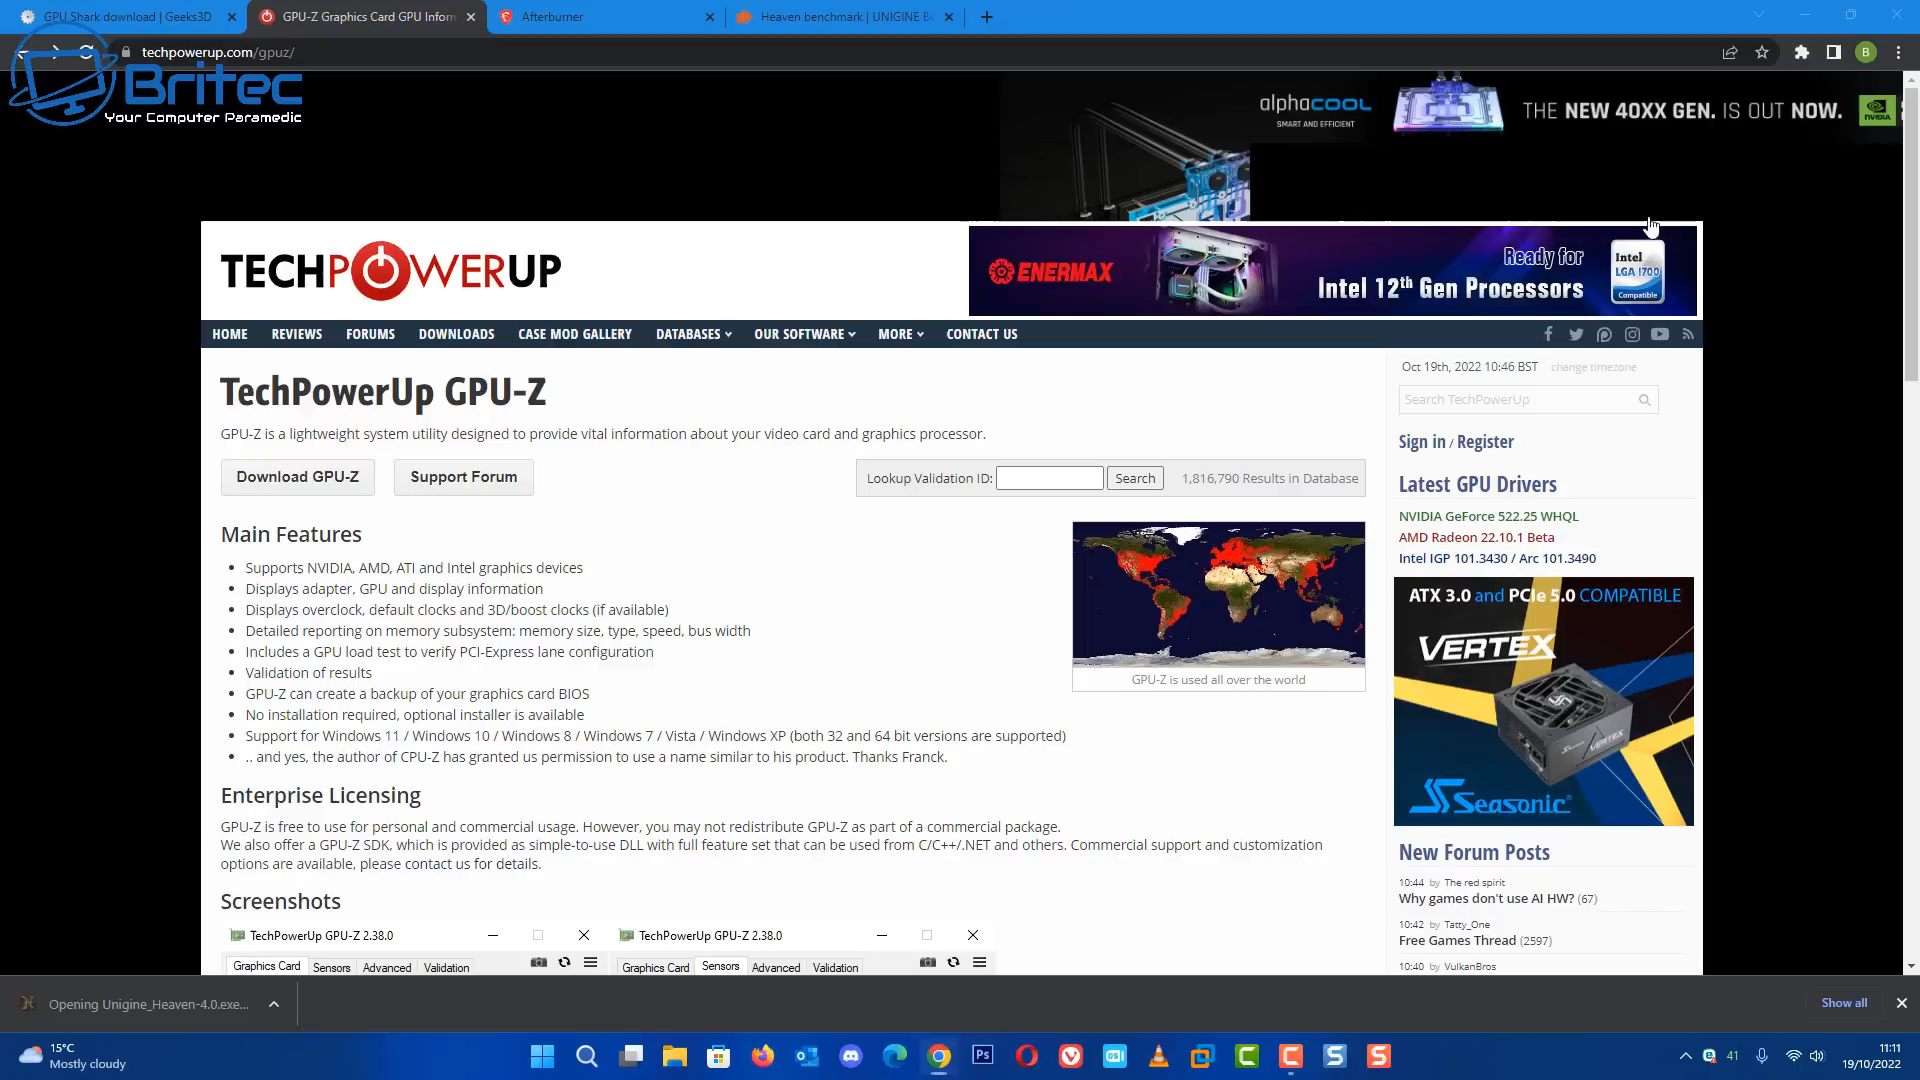 GPU Shark download | Geeks3D
GPU-Z Graphics Card GPU Inforn
Afterburner
Heaven benchmark | UNIGINE Be
techpowerup.com/gpuz/
B
Britec
Your Computer Paramedic
alphacool
SMART AND EFFICIENT
THE NEW 40XX GEN. IS OUT NOW.
NVIDIA
TECHPOWERUP
ENERMAX
Ready for
Intel 12th Gen Processors
Intel
LGA 1700
Compatible
HOME
REVIEWS
FORUMS
DOWNLOADS
CASE MOD GALLERY
DATABASES
OUR SOFTWARE
MORE
CONTACT US
TechPowerUp GPU-Z
GPU-Z is a lightweight system utility designed to provide vital information about your video card and graphics processor.
Download GPU-Z
Support Forum
Lookup Validation ID:
Search
1,816,790 Results in Database
Main Features
Supports NVIDIA, AMD, ATI and Intel graphics devices
Displays adapter, GPU and display information
Displays overclock, default clocks and 3D/boost clocks (if available)
Detailed reporting on memory subsystem: memory size, type, speed, bus width
Includes a GPU load test to verify PCI-Express lane configuration
Validation of results
GPU-Z can create a backup of your graphics card BIOS
No installation required, optional installer is available
Support for Windows 11 / Windows 10 / Windows 8 / Windows 7 / Vista / Windows XP (both 32 and 64 bit versions are supported)
.. and yes, the author of CPU-Z has granted us permission to use a name similar to his product. Thanks Franck.
GPU-Z is used all over the world
Enterprise Licensing
GPU-Z is free to use for personal and commercial usage. However, you may not redistribute GPU-Z as part of a commercial package.
We also offer a GPU-Z SDK, which is provided as simple-to-use DLL with full feature set that can be used from C/C++/.NET and others. Commercial support and customization
options are available, please contact us for details.
Screenshots
TechPowerUp GPU-Z 2.38.0
Graphics Card
Sensors
Advanced
Validation
TechPowerUp GPU-Z 2.38.0
Graphics Card
Sensors
Advanced
Validation
Oct 19th, 2022 10:46 BST
change timezone
Search TechPowerUp
Sign in / Register
Latest GPU Drivers
NVIDIA GeForce 522.25 WHQL
AMD Radeon 22.10.1 Beta
Intel IGP 101.3430 / Arc 101.3490
ATX 3.0 and PCIe 5.0 COMPATIBLE
VERTEX
VERTEX
Seasonic
New Forum Posts
10:44 by The red spirit
Why games don't use AI HW? (67)
10:42 by Tatty_One
Free Games Thread (2597)
10:40 by VulkanBros
Opening Unigine_Heaven-4.0.exe...
Show all
15°C
Mostly cloudy
Ps
41
11:11
19/10/2022